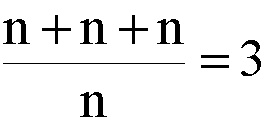 (n + n + n)/n = 3